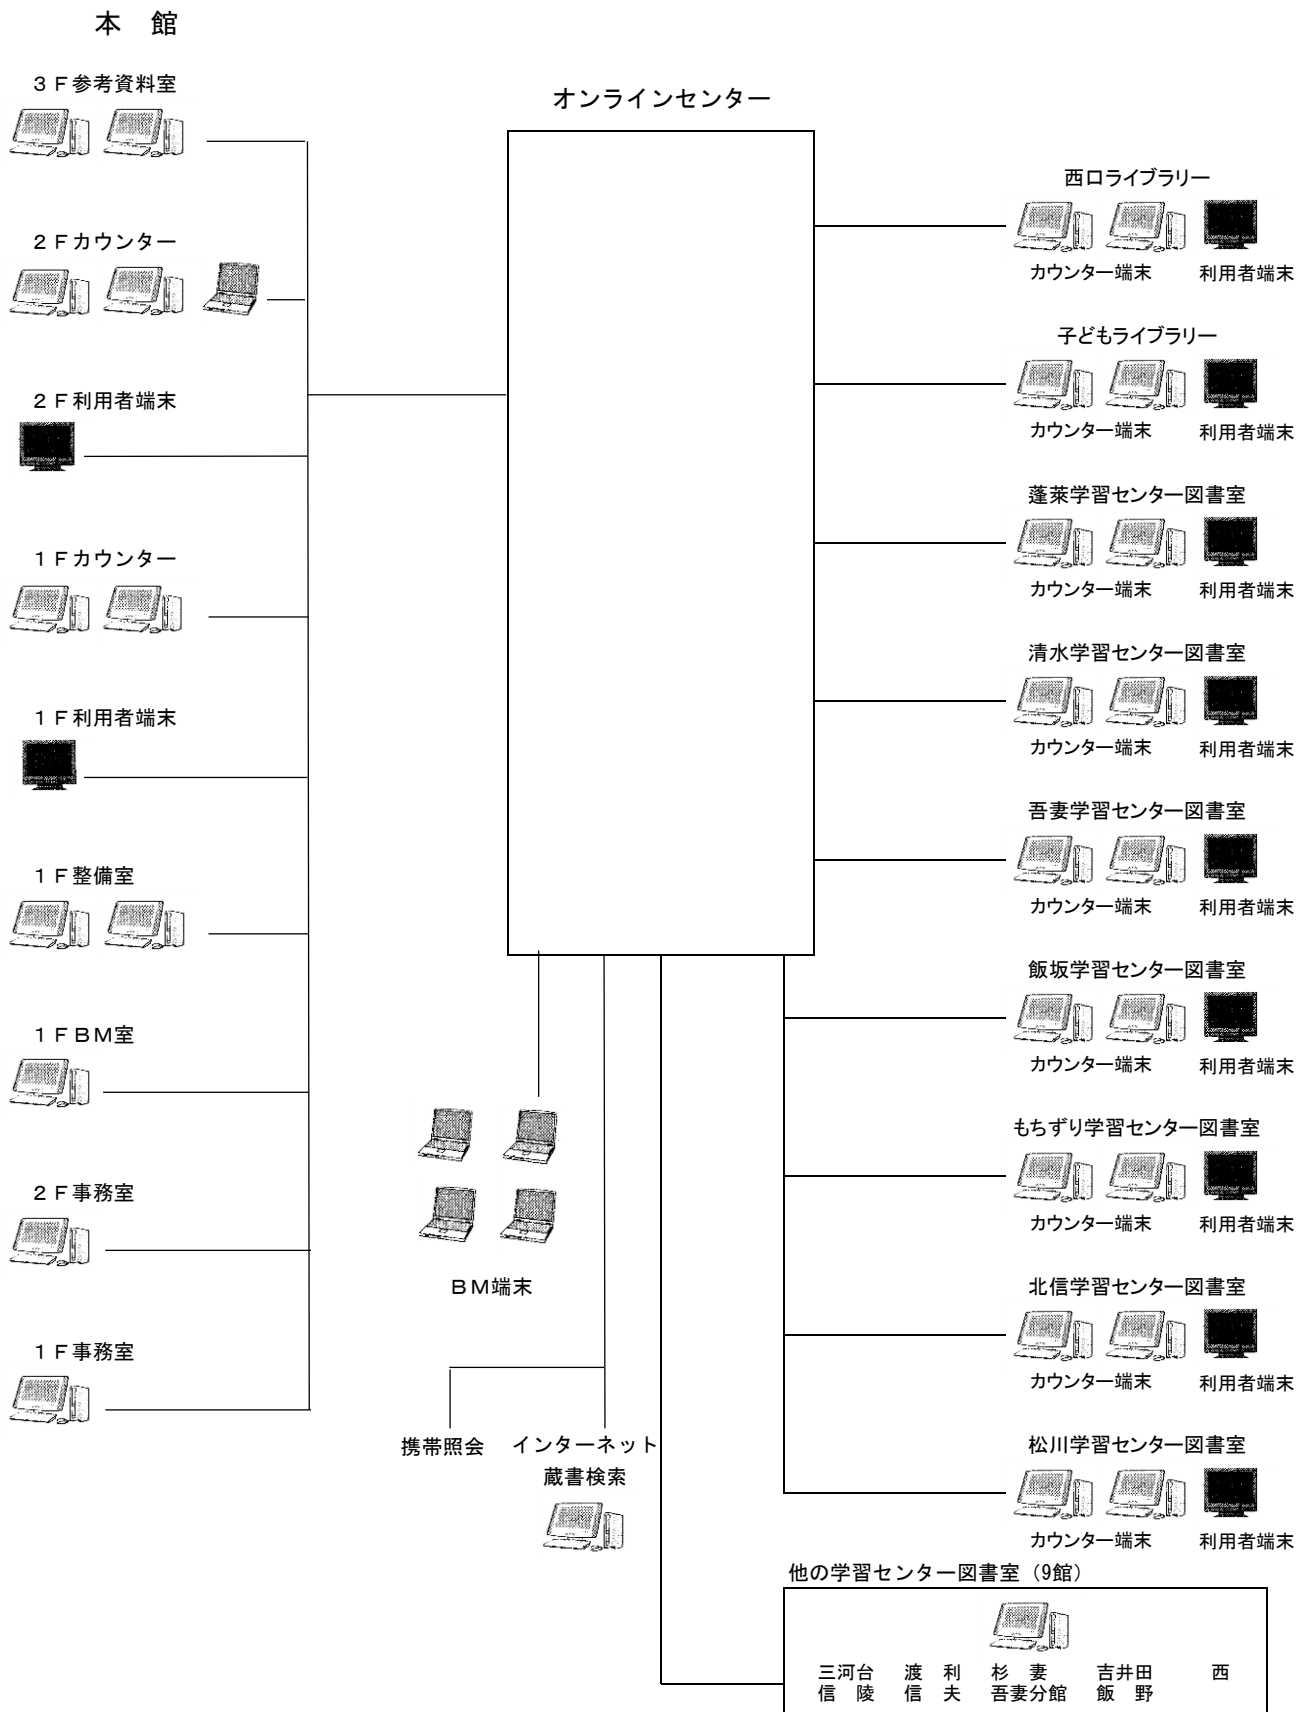 本　館
３Ｆ参考資料室
２Ｆカウンター
２Ｆ利用者端末
１Ｆカウンター
１Ｆ利用者端末
１Ｆ整備室
１ＦＢＭ室
２Ｆ事務室
１Ｆ事務室
オンラインセンター
ＢＭ端末
携帯照会
インターネット
蔵書検索
西口ライブラリー
カウンター端末　利用者端末
子どもライブラリー
カウンター端末　利用者端末
蓬萊学習センター図書室
カウンター端末　利用者端末
清水学習センター図書室
カウンター端末　利用者端末
吾妻学習センター図書室
カウンター端末　利用者端末
飯坂学習センター図書室
カウンター端末　利用者端末
もちずり学習センター図書室
カウンター端末　利用者端末
北信学習センター図書室
カウンター端末　利用者端末
松川学習センター図書室
カウンター端末　利用者端末
他の学習センター図書室（9館）
三河台　渡　利　杉　妻　吉井田　西
信　陵　信　夫　吾妻分館　飯　野